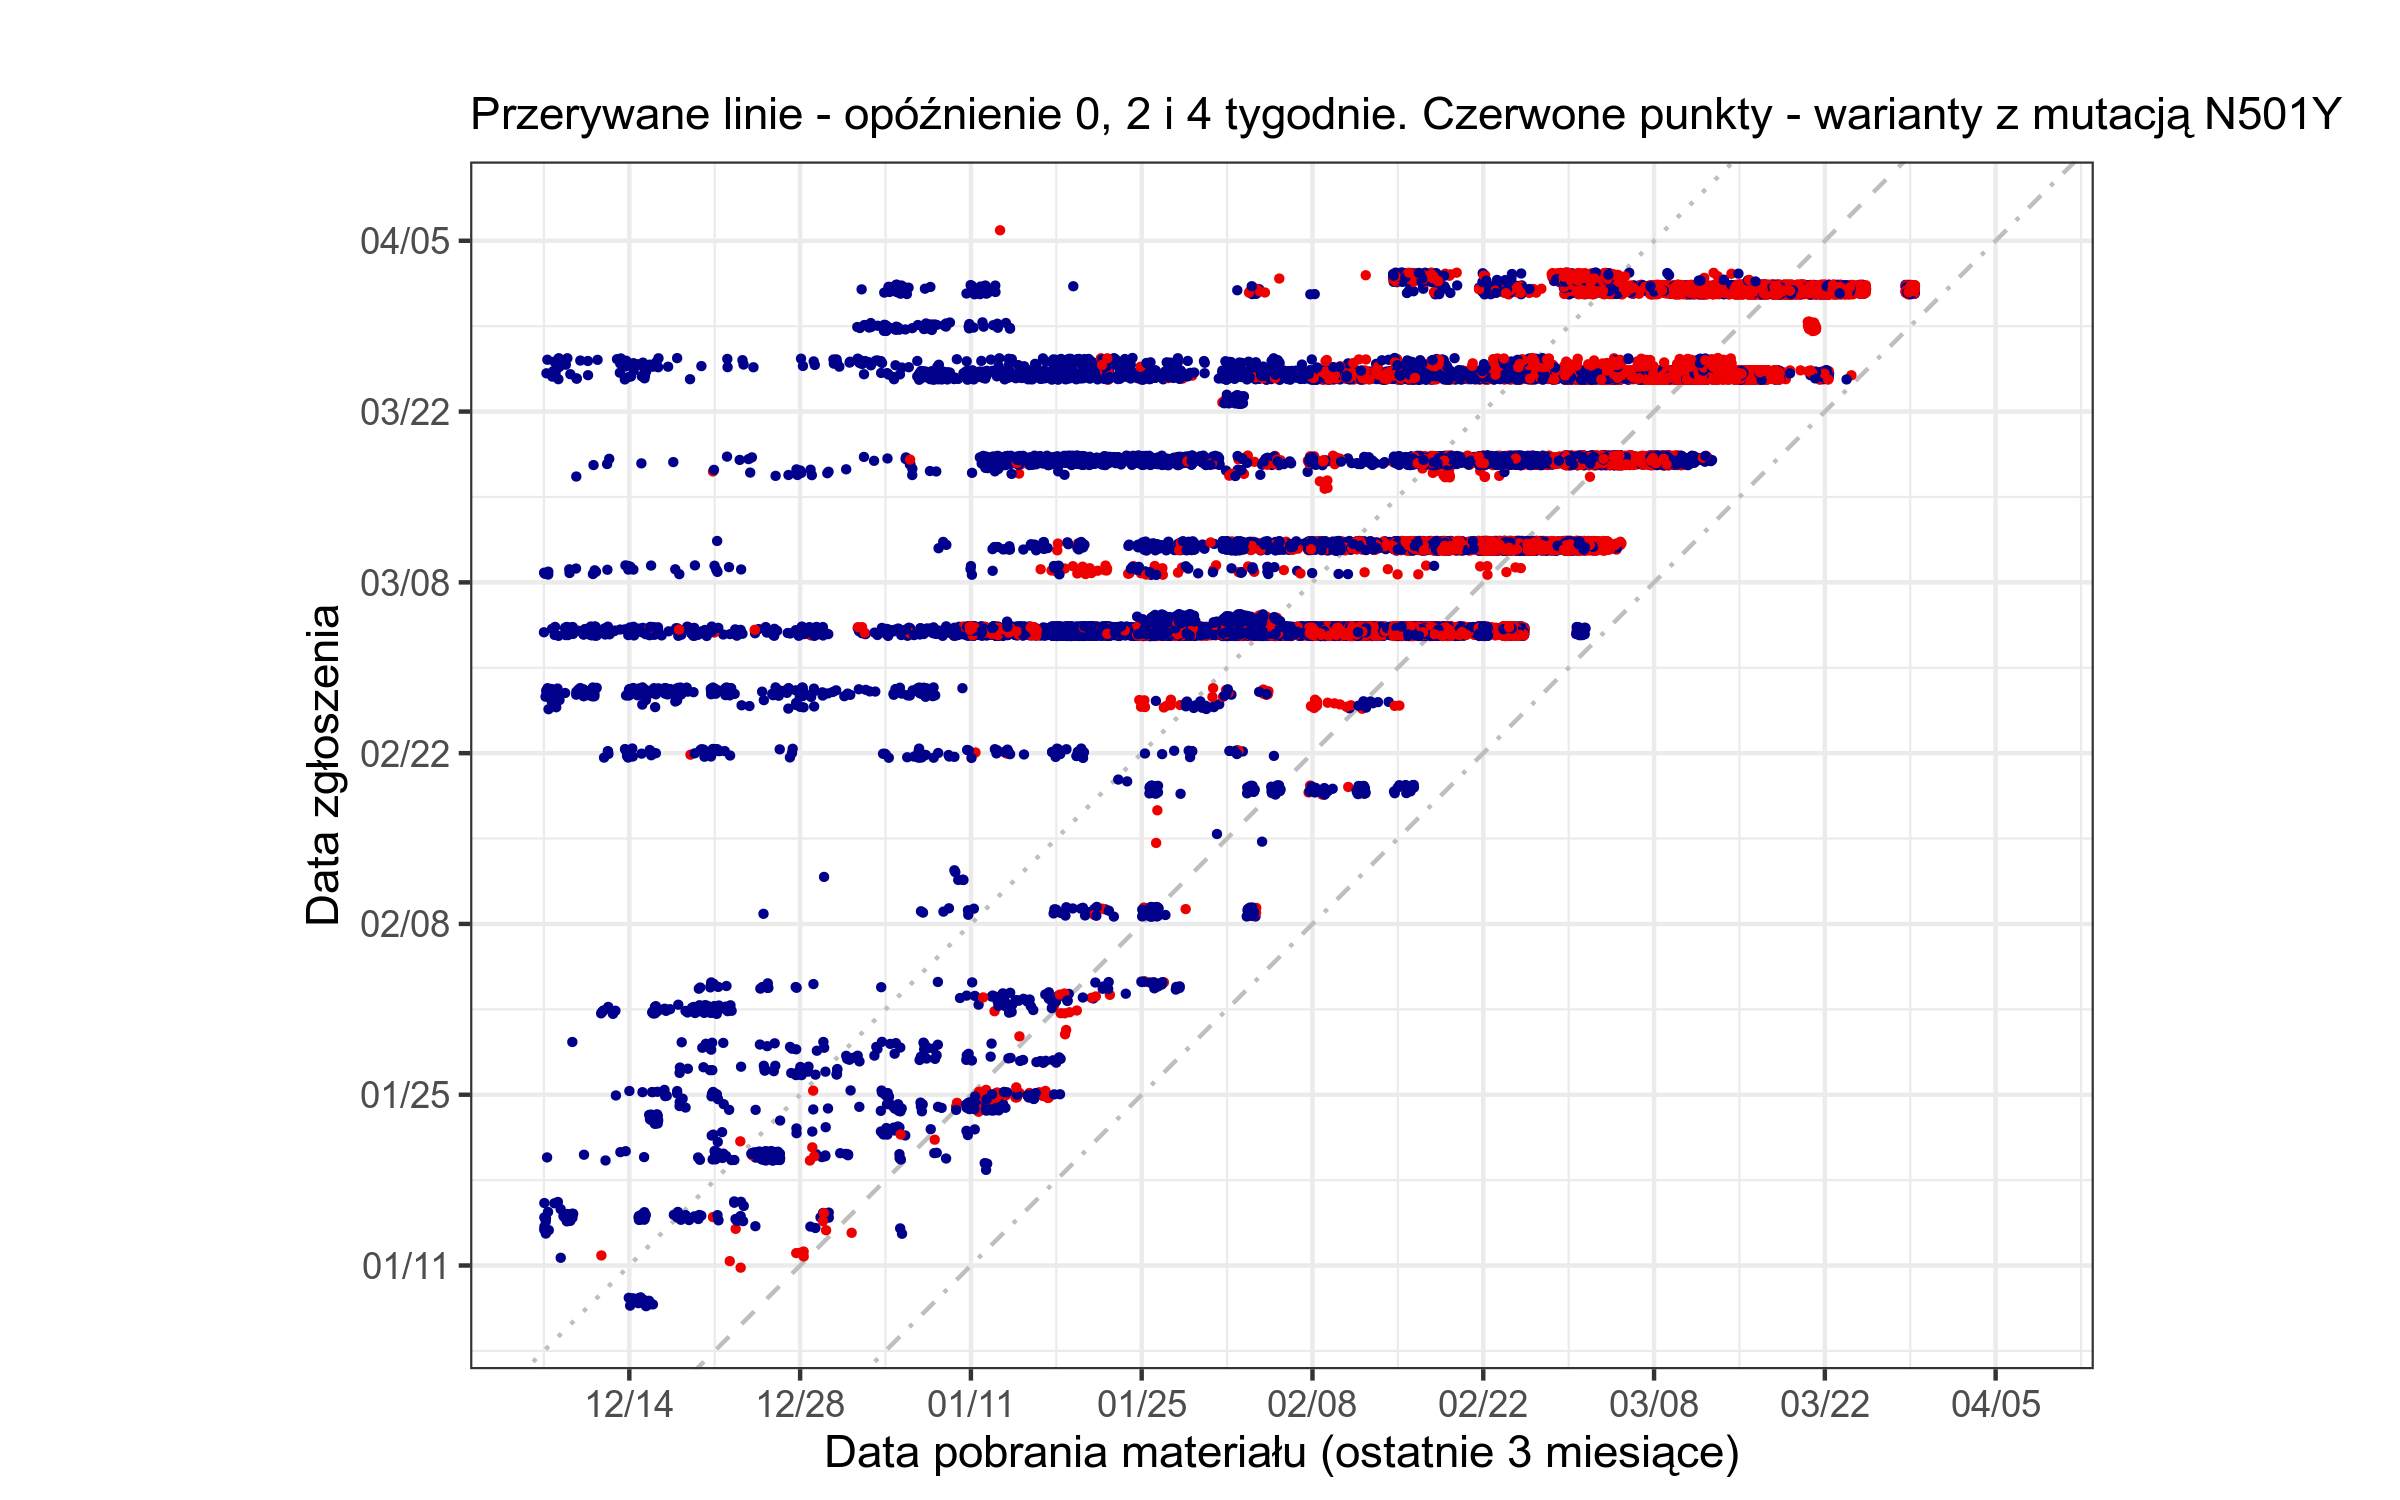 Przerywane linie - opóźnienie 0, 2 i 4 tygodnie. Czerwone punkty - warianty z mutacją N501Y
04/05
03/22
03/08
02/22
02/08
01/25
01/11
Data zgłoszenia
12/14 12/28 01/11 01/25 02/08 02/22 03/08 03/22 04/05
Data pobrania materiału (ostatnie 3 miesiące)